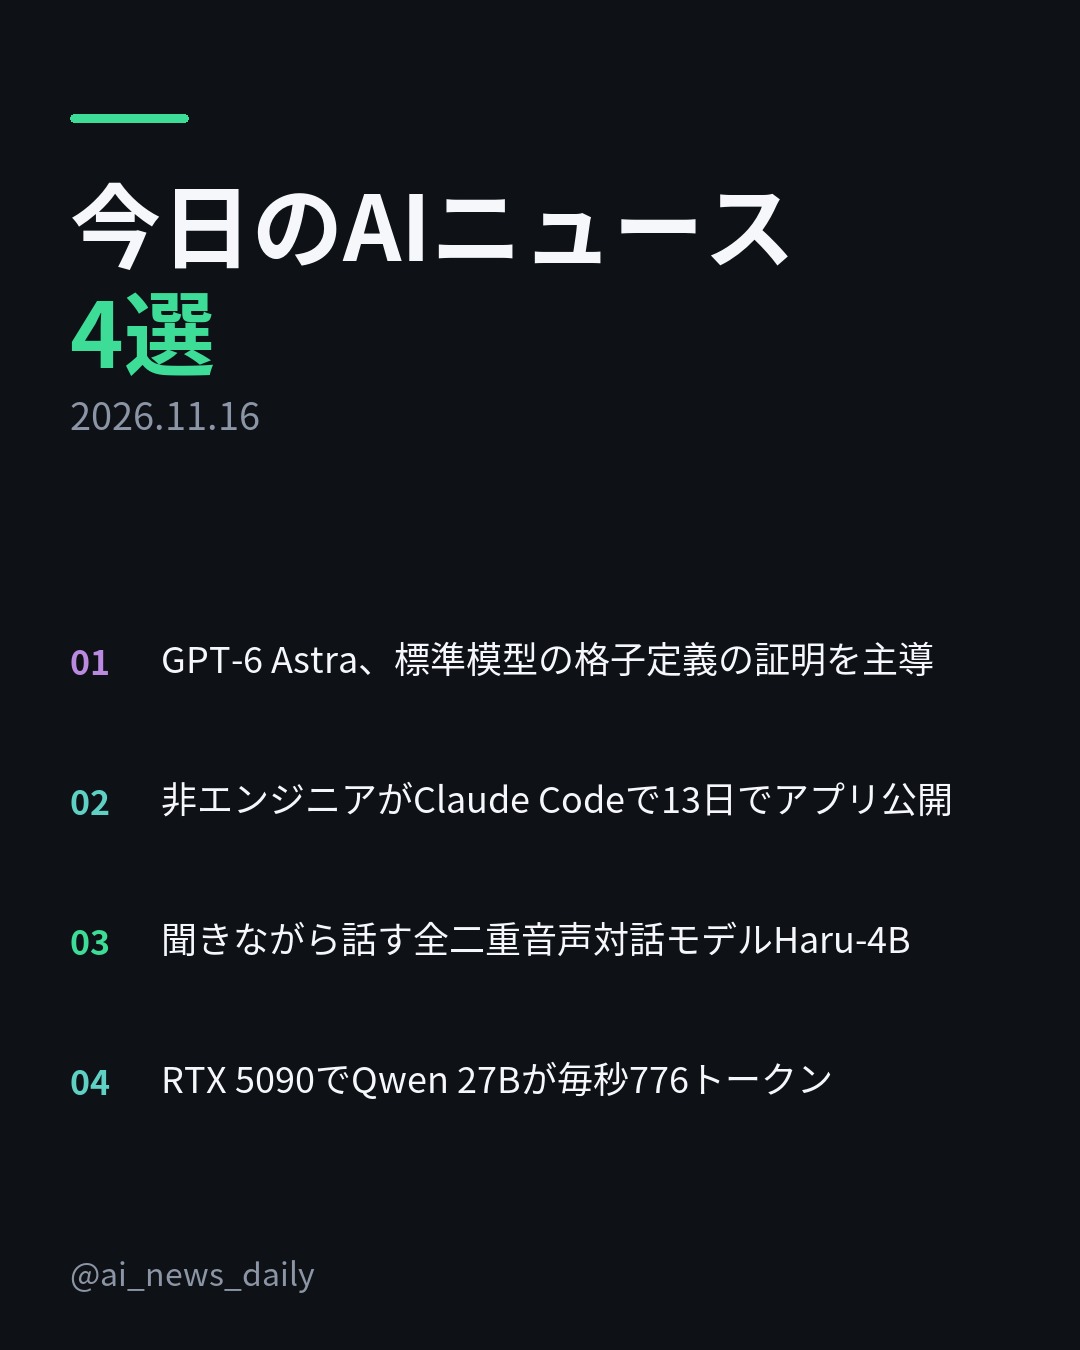 今日のAIニュース
4選
2026.11.16
01 GPT-6 Astra、標準模型の格子定義の証明を主導
02 非エンジニアがClaude Codeで13日でアプリ公開
03 聞きながら話す全二重音声対話モデルHaru-4B
04 RTX 5090でQwen 27Bが毎秒776トークン
@ai_news_daily